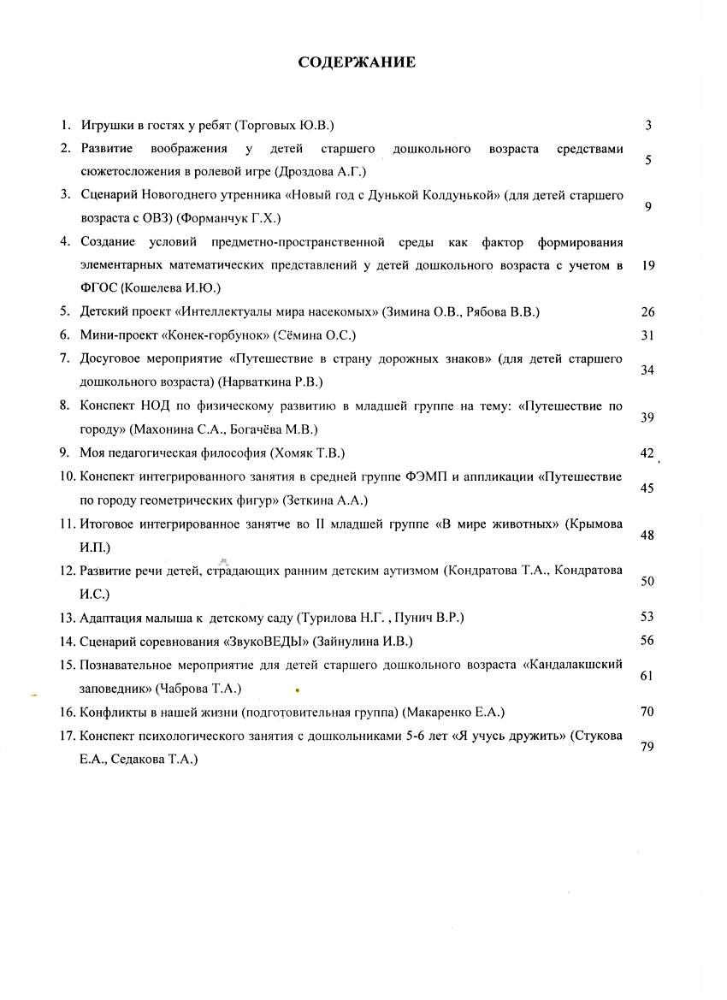 СОДЕРЖАНИЕ
1. Игрушки в гостях у ребят (Торговых Ю.В.) 3
2. Развитие воображения у детей старшего дошкольного возраста средствами
сюжетосложения в ролевой игре (Дроздова А.Г.) 5
3. Сценарий Новогоднего утренника «Новый год с Дунькой Колдунькой» (для детей старшего
возраста с ОВЗ) (Форманчук Г.Х.) 9
4. Создание условий предметно-пространственной среды как фактор формирования
элементарных математических представлений у детей дошкольного возраста с учетом в 19
ФГОС (Кошелева И.Ю.)
5. Детский проект «Интеллектуалы мира насекомых» (Зимина О.В., Рябова В.В.) 26
6. Мини-проект «Конек-горбунок» (Сёмина О.С.) 31
7. Досуговое мероприятие «Путешествие в страну дорожных знаков» (для детей старшего
дошкольного возраста) (Нарваткина Р.В.) 34
8. Конспект НОД по физическому развитию в младшей группе на тему: «Путешествие по
городу» (Махонина С.А., Богачёва М.В.) 39
9. Моя педагогическая философия (Хомяк Т.В.) 42
10. Конспект интегрированного занятия в средней группе ФЭМП и аппликации «Путешествие
по городу геометрических фигур» (Зеткина А.А.) 45
11. Итоговое интегрированное занятие во II младшей группе «В мире животных» (Крымова
И.П.) 48
12. Развитие речи детей, страдающих ранним детским аутизмом (Кондратова Т.А., Кондратова
И.С.) 50
13. Адаптация малыша к детскому саду (Турилова Н.Г. , Пунич В.Р.) 53
14. Сценарий соревнования «ЗвукоВЕДЫ» (Зайнулина И.В.) 56
15. Познавательное мероприятие для детей старшего дошкольного возраста «Кандалакшский
заповедник» (Чаброва Т.А.) 61
16. Конфликты в нашей жизни (подготовительная группа) (Макаренко Е.А.) 70
17. Конспект психологического занятия с дошкольниками 5-6 лет «Я учусь дружить» (Стукова
Е.А., Седакова Т.А.) 79